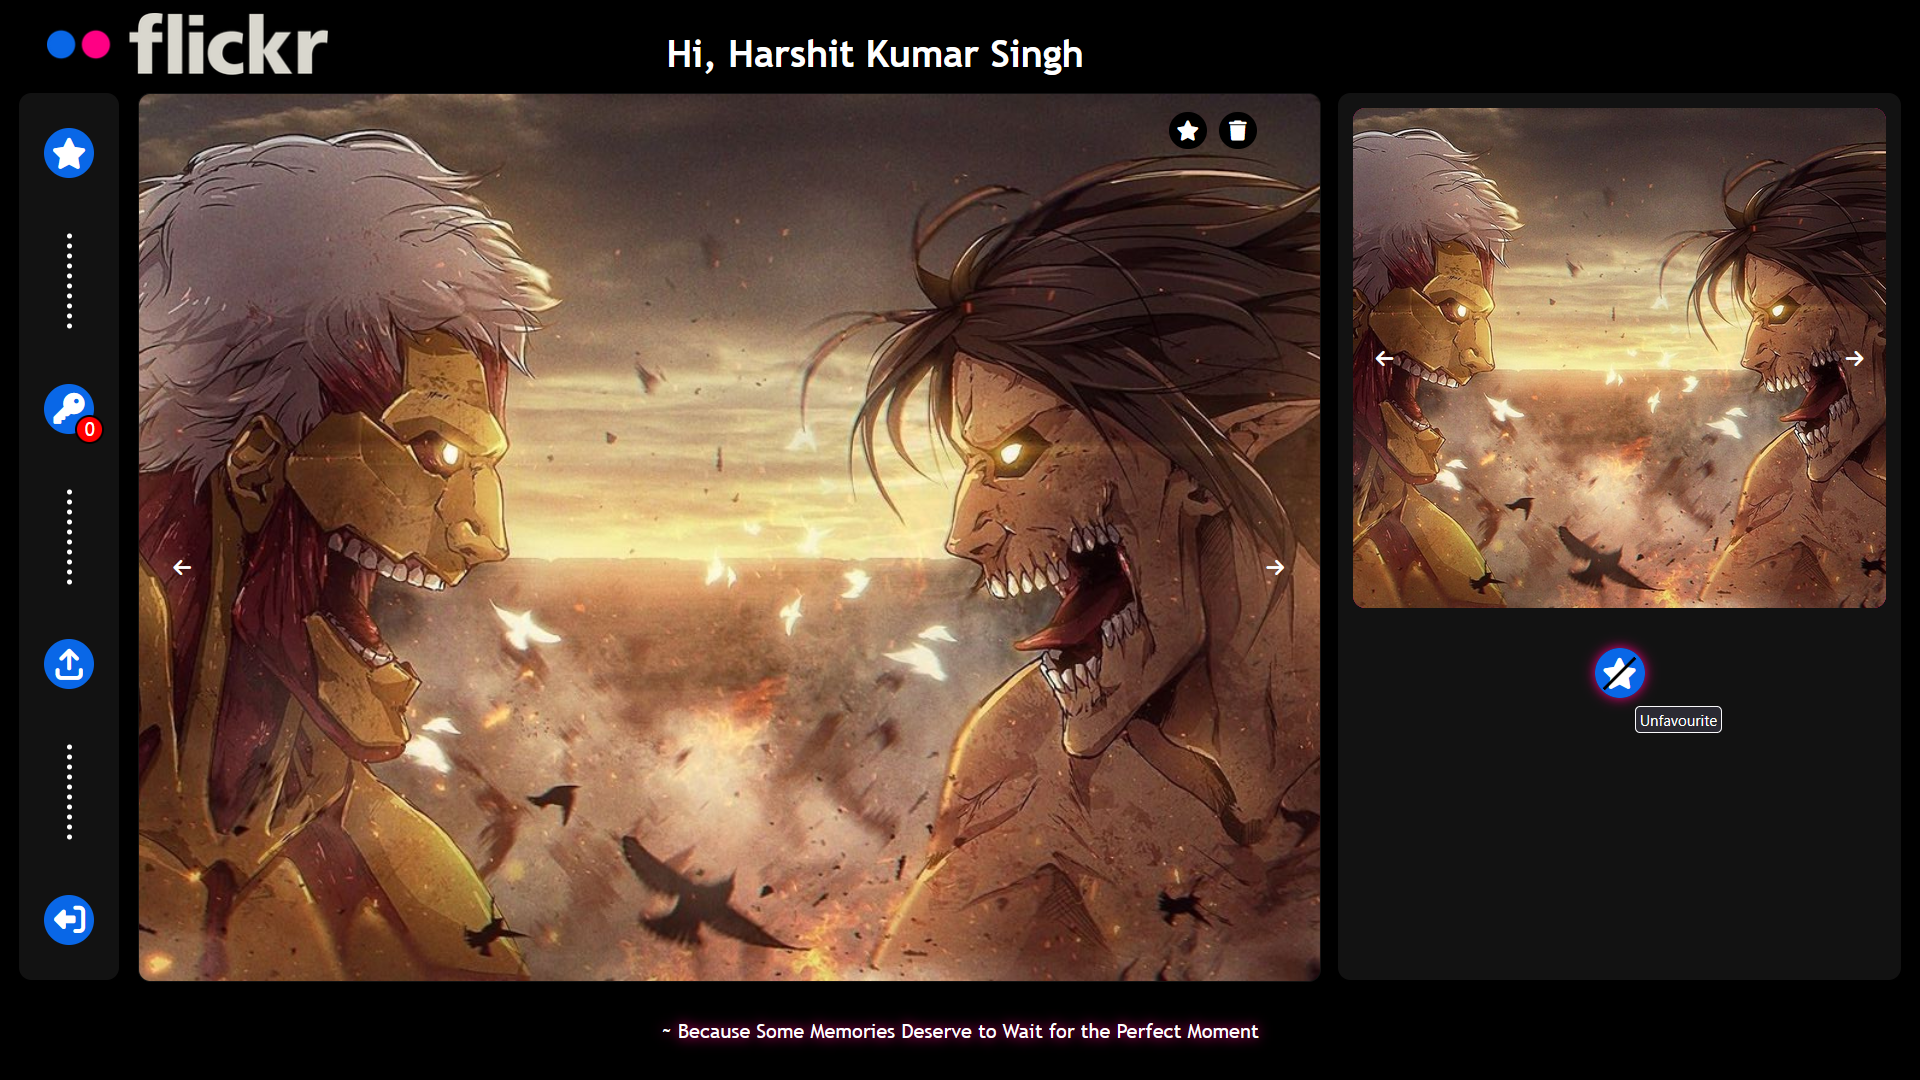 flickr
Hi, Harshit Kumar Singh
0
Unfavourite
~ Because Some Memories Deserve to Wait for the Perfect Moment